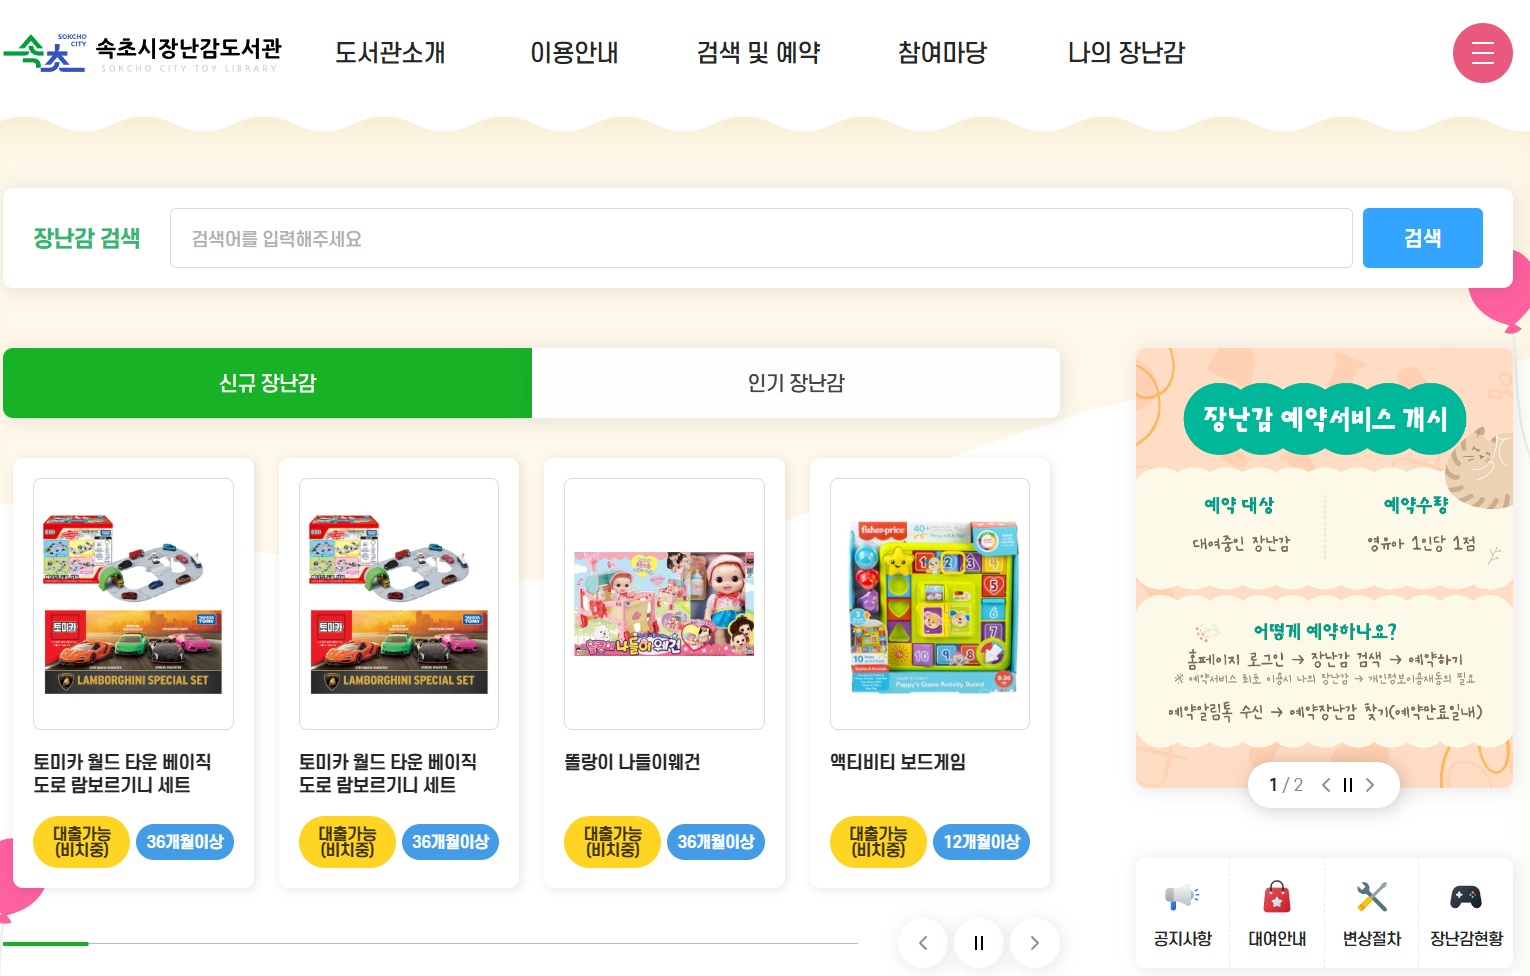 SOKCHO
CITY
속초
속초시장난감도서관
SOKCHO CITY TOY LIBRARY
도서관소개
이용안내
검색 및 예약
참여마당
나의 장난감
장난감 검색
검색어를 입력해주세요
검색
신규 장난감
인기 장난감
토미카
LAMBORGHINI SPECIAL SET
토미카 월드 타운 베이직
도로 람보르기니 세트
대출가능
(비치중)
36개월이상
토미카
LAMBORGHINI SPECIAL SET
토미카 월드 타운 베이직
도로 람보르기니 세트
대출가능
(비치중)
36개월이상
똘랑이 나들이웨건
대출가능
(비치중)
36개월이상
fisher-price
Puppy's Game Activity Board
액티비티 보드게임
대출가능
(비치중)
12개월이상
장난감 예약서비스 개시
예약 대상
대여중인 장난감
예약수량
영유아 1인당 1점
어떻게 예약하나요?
홈페이지 로그인 → 장난감 검색 → 예약하기
※ 예약서비스 최초 이용시 나의 장난감 → 개인정보이용재동의 필요
예약알림톡 수신 → 예약장난감 찾기(예약만료일내)
1 / 2
공지사항
대여안내
변상절차
장난감현황